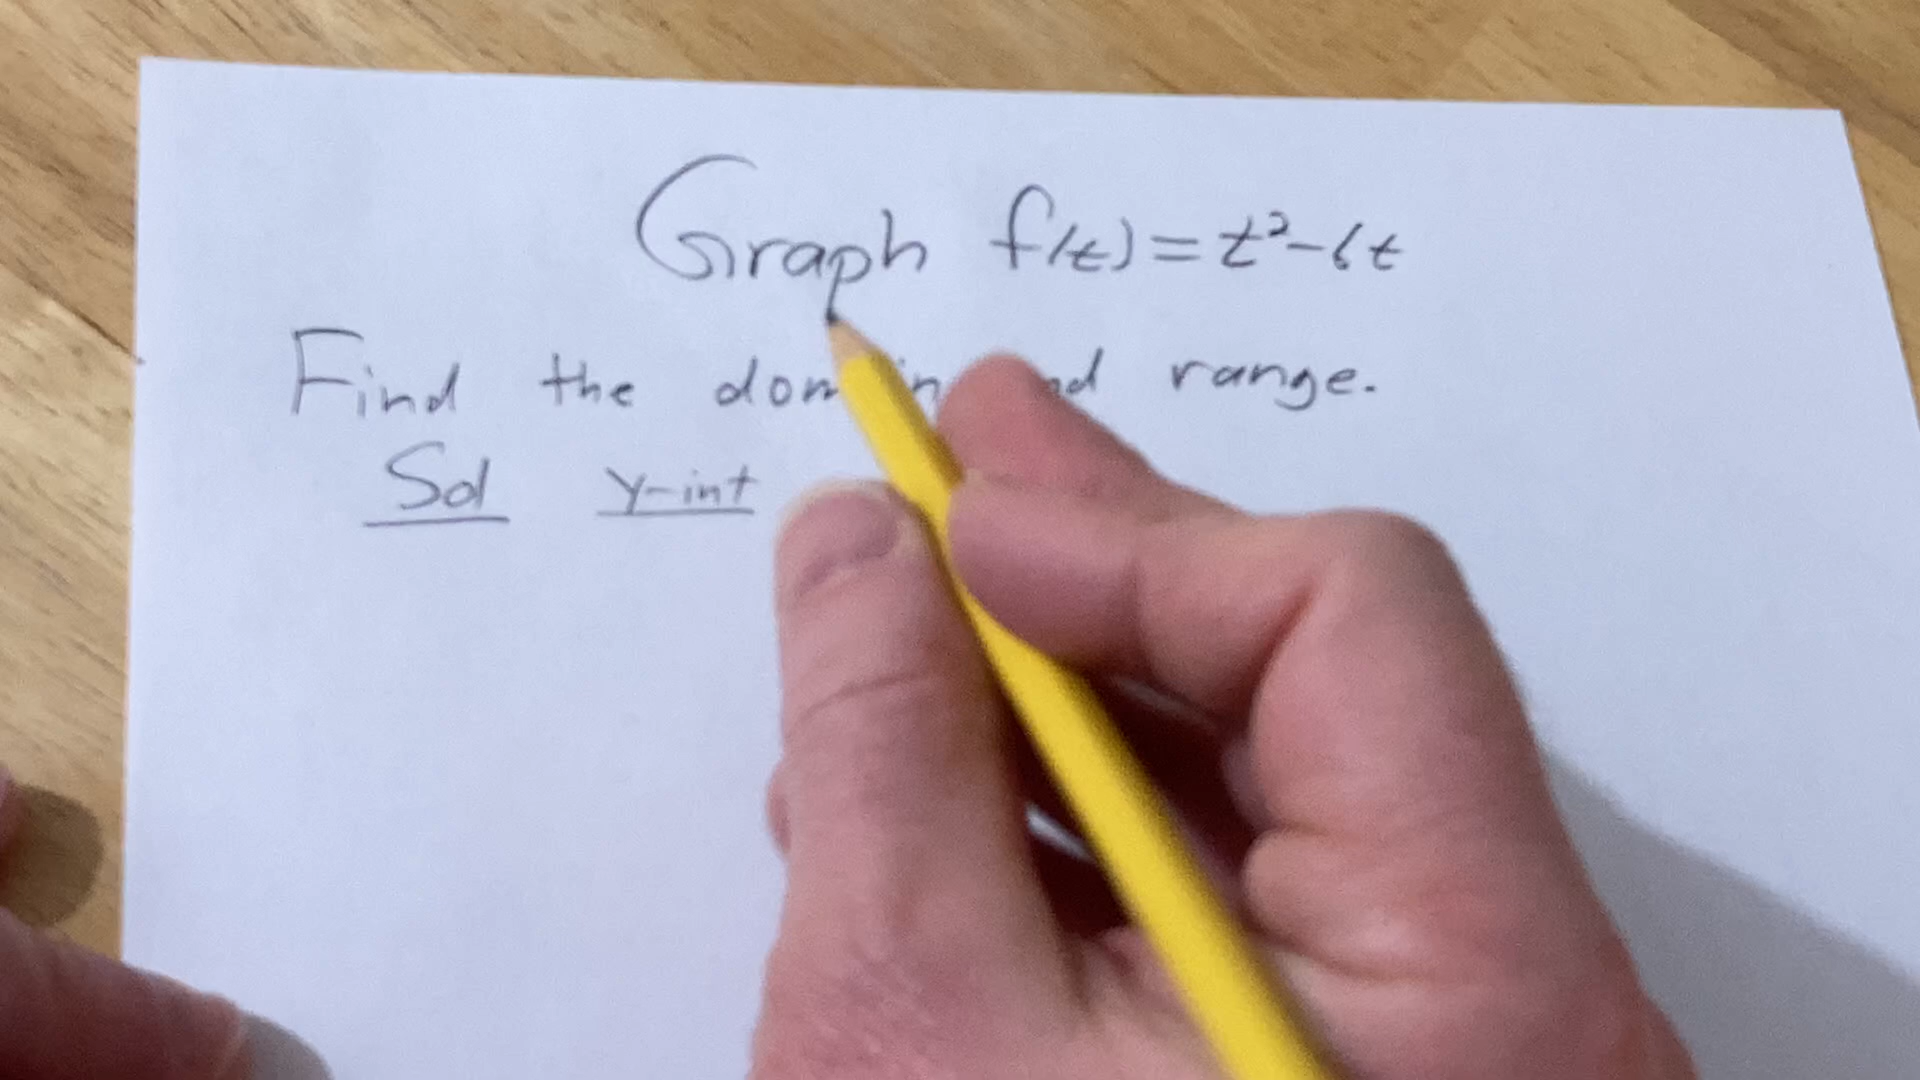 Graph f(t) = t²-6t
Find the range.
Sol y-int